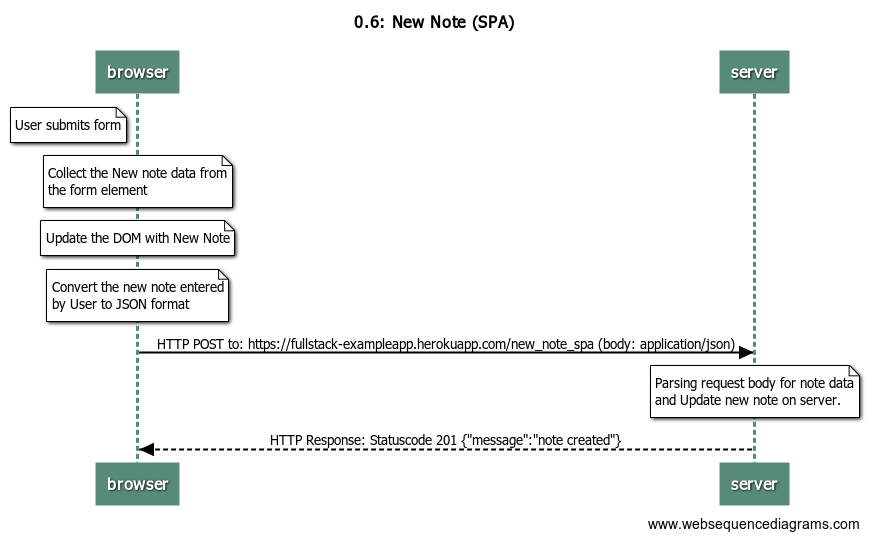 0.6: New Note (SPA)
browser
server
User submits form
Collect the New note data from
the form element
Update the DOM with New Note
Convert the new note entered
by User to JSON format
HTTP POST to: https://fullstack-exampleapp.herokuapp.com/new_note_spa (body: application/json)
Parsing request body for note data
and Update new note on server.
HTTP Response: Statuscode 201 {"message":"note created"}
browser
server
www.websequencediagrams.com